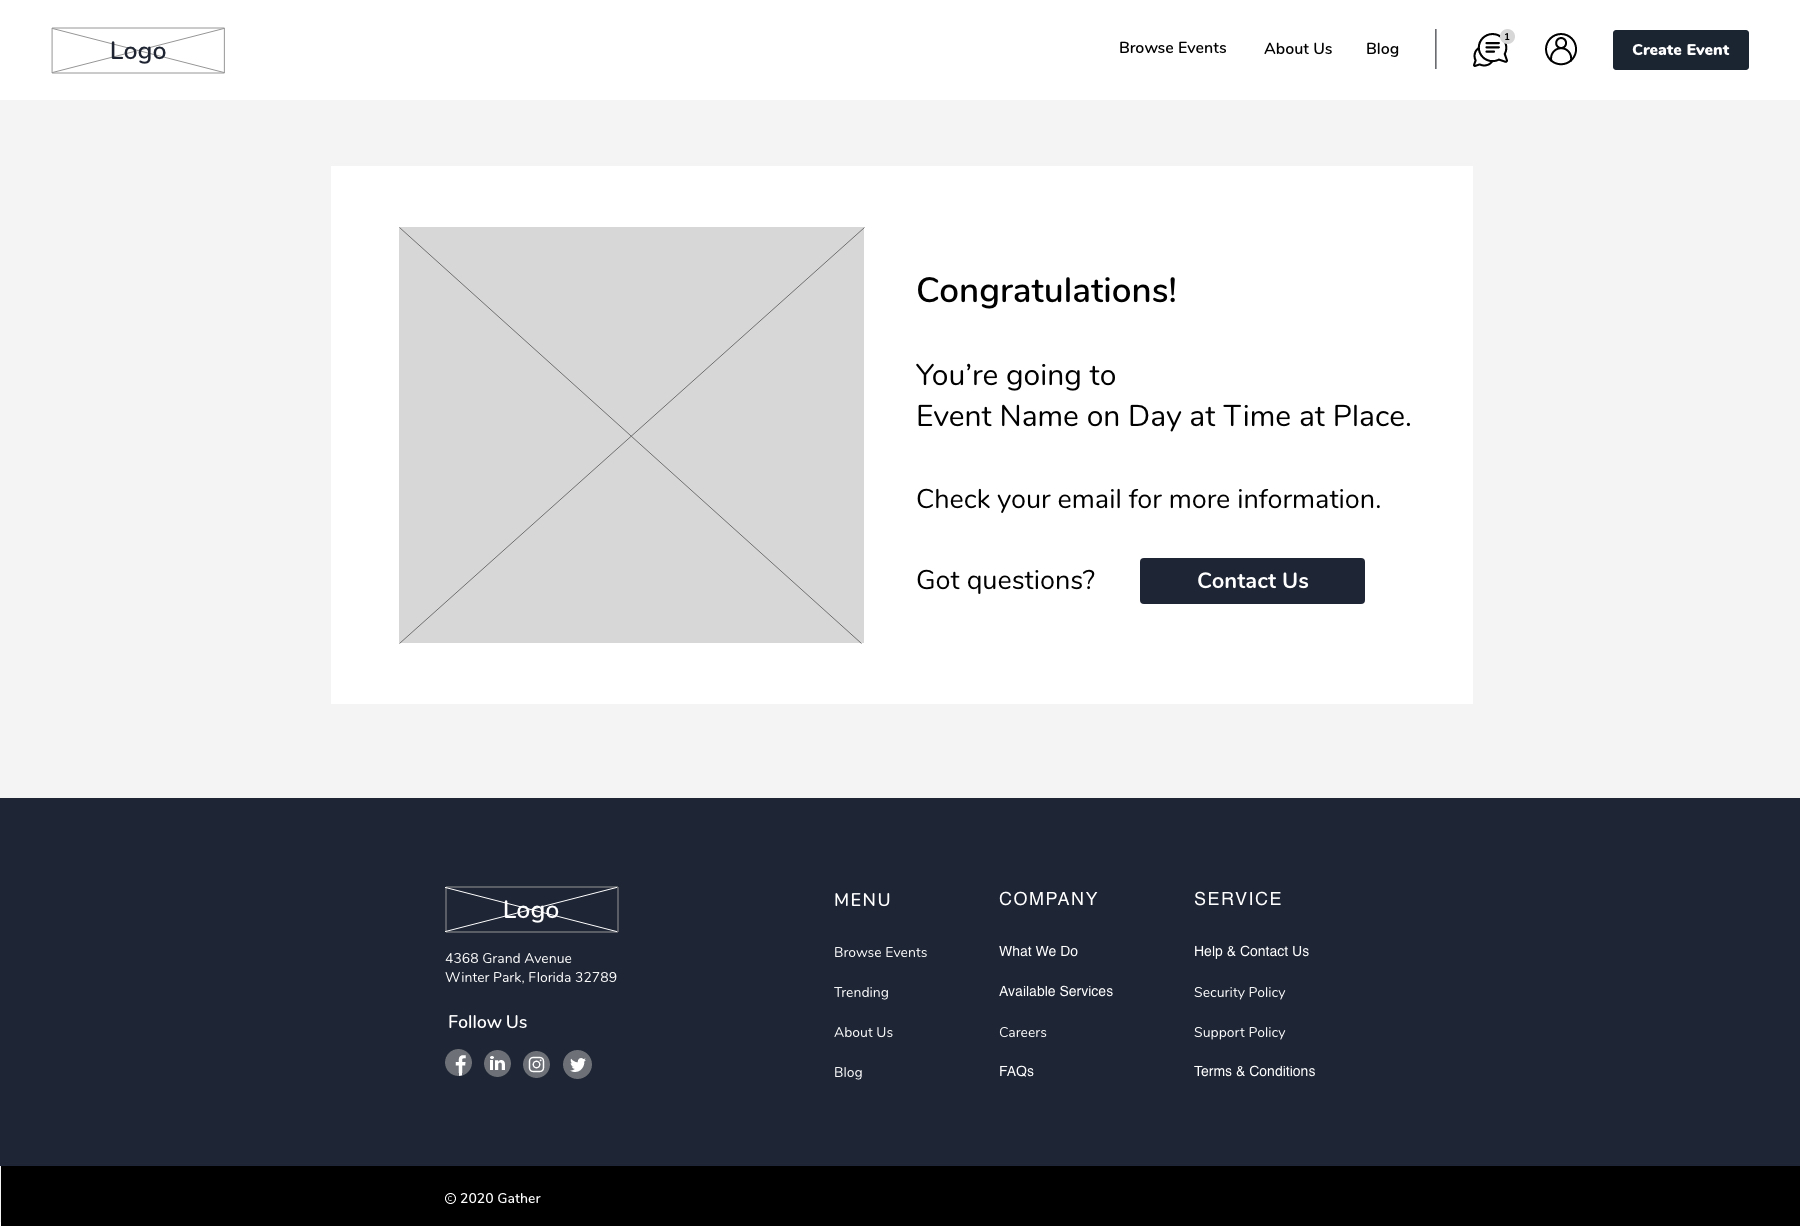 Logo
Browse Events
About Us
Blog
1
Create Event
Congratulations!
You’re going to
Event Name on Day at Time at Place.
Check your email for more information.
Got questions?
Contact Us
Logo
4368 Grand Avenue
Winter Park, Florida 32789
Follow Us
MENU
Browse Events
Trending
About Us
Blog
COMPANY
What We Do
Available Services
Careers
FAQs
SERVICE
Help & Contact Us
Security Policy
Support Policy
Terms & Conditions
© 2020 Gather